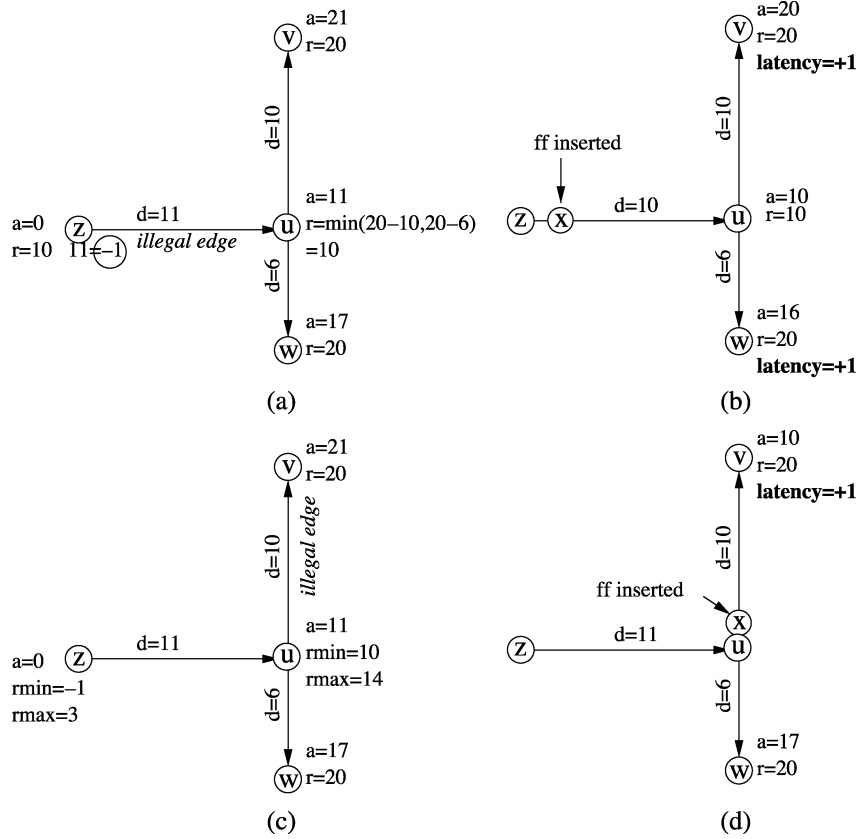 a=21
v
r=20
d=10
a=11
a=0
z
d=11
u
r=min(20–10,20–6)
r=10
11=–1
illegal edge
=10
d=6
a=17
w
r=20
(a)
a=20
v
r=20
latency=+1
d=10
ff inserted
a=10
z
x
d=10
u
r=10
d=6
a=16
w
r=20
latency=+1
(b)
a=21
v
r=20
d=10
illegal edge
a=11
a=0
z
d=11
u
rmin=10
rmin=–1
rmax=14
rmax=3
d=6
a=17
w
r=20
(c)
a=10
v
r=20
latency=+1
d=10
ff inserted
x
z
d=11
u
d=6
a=17
w
r=20
(d)